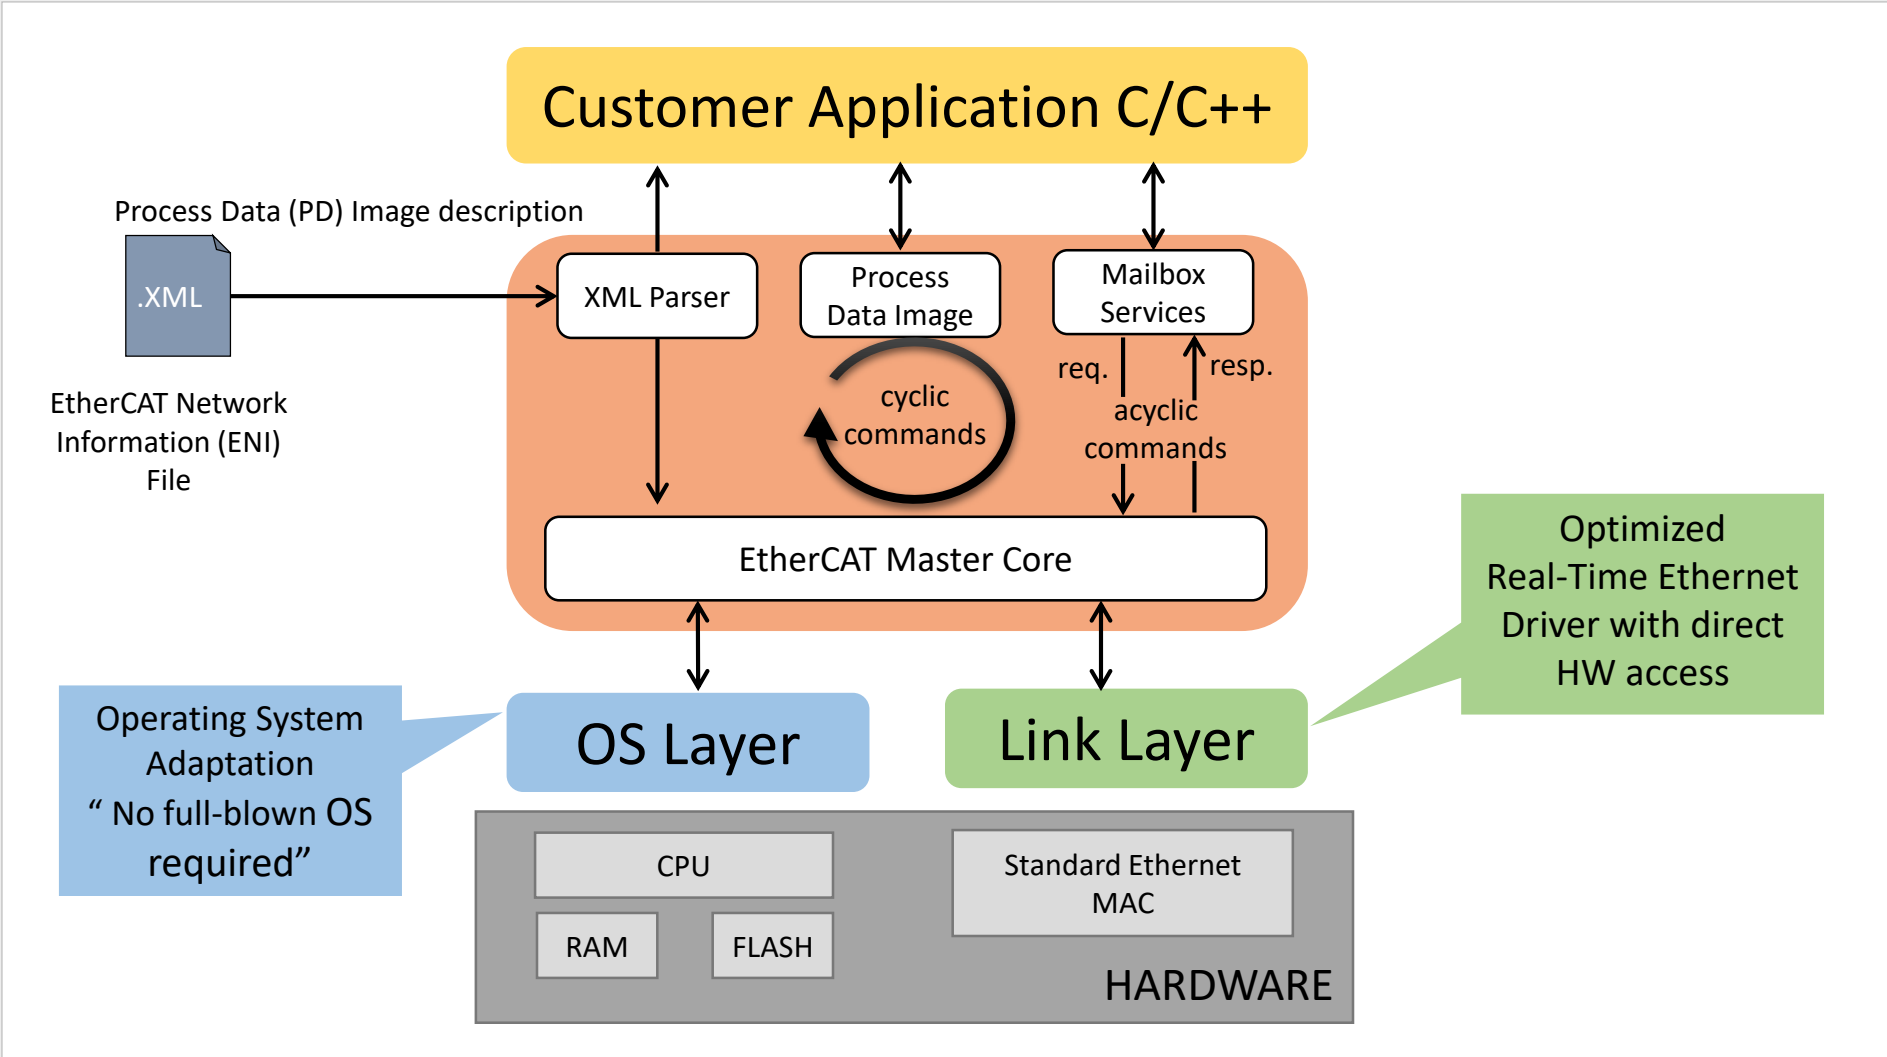 Customer Application C/C++
Process Data (PD) Image description
.XML
EtherCAT Network
Information (ENI)
File
XML Parser
Process
Data Image
Mailbox
Services
cyclic
commands
req.
resp.
acyclic
commands
EtherCAT Master Core
Optimized
Real-Time Ethernet
Driver with direct
HW access
Operating System
Adaptation
“ No full-blown OS
required”
OS Layer
Link Layer
CPU
RAM
FLASH
Standard Ethernet
MAC
HARDWARE